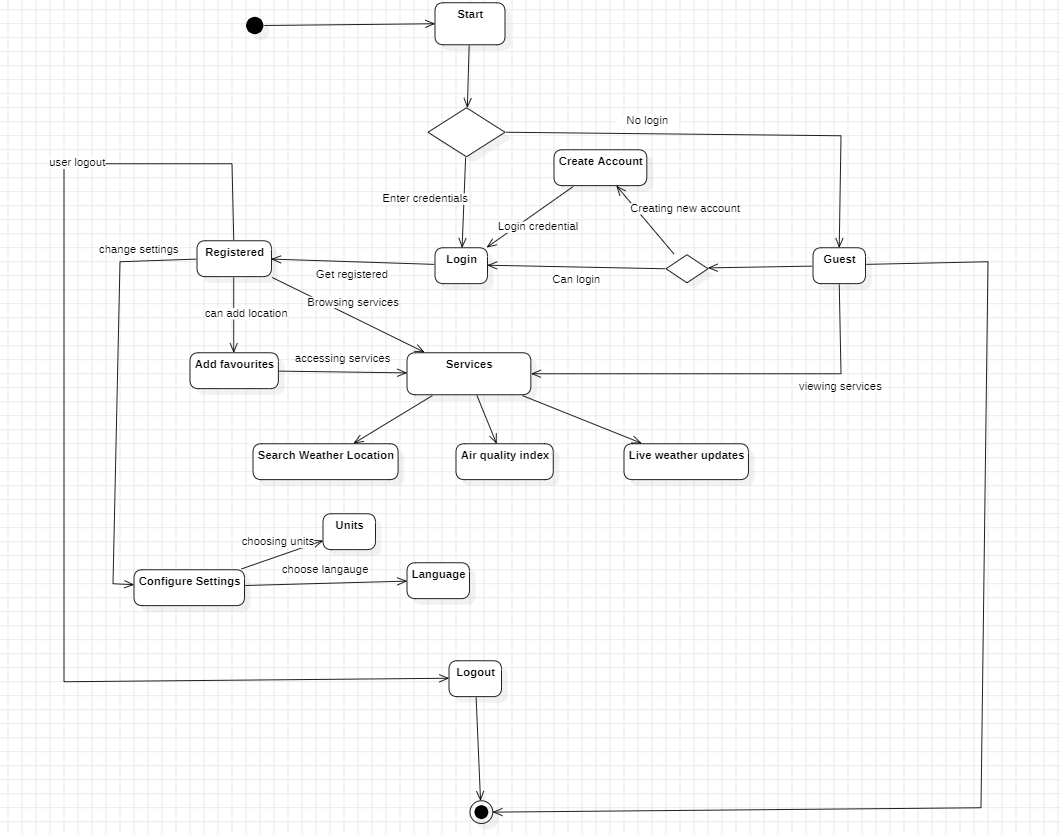 Start
No login
Create Account
user logout
Enter credentials
Creating new account
Login credential
change settings
Registered
Login
Guest
Get registered
Can login
Browsing services
can add location
accessing services
Add favourites
Services
viewing services
Search Weather Location
Air quality index
Live weather updates
Units
choosing units
choose langauge
Configure Settings
Language
Logout